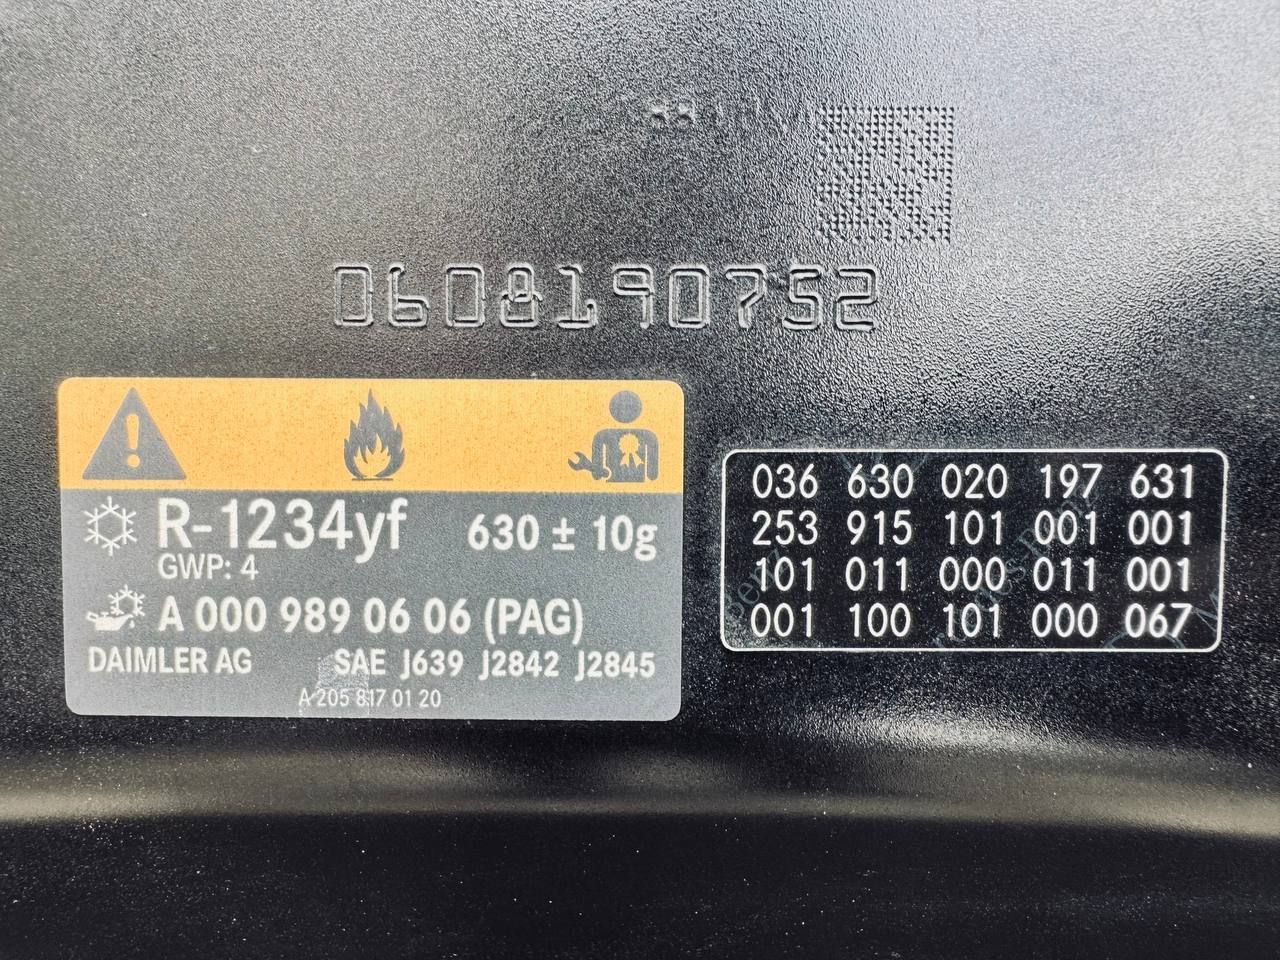 0608190752
R-1234yf 630 ± 10g
GWP: 4
A 000 989 06 06 (PAG)
DAIMLER AG SAE J639 J2842 J2845
A 205 817 01 20
036 630 020 197 631
253 915 101 001 001
101 011 000 011 001
001 100 101 000 067